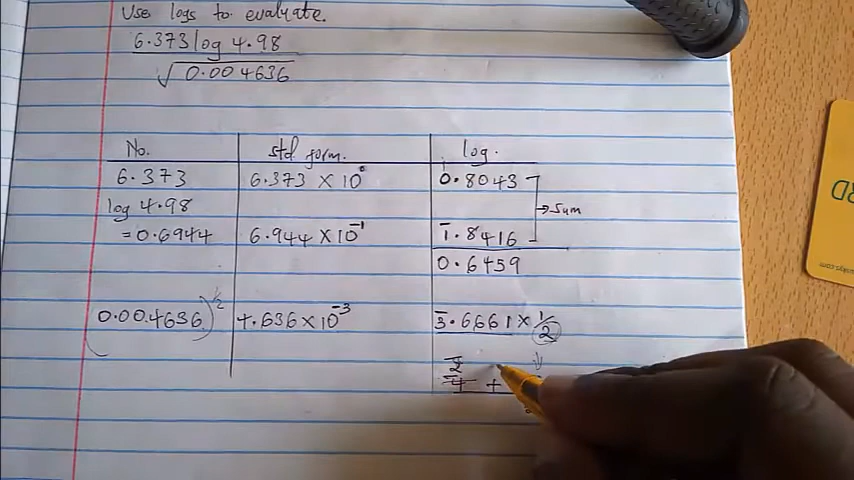 Use logs to evaluate.
6.373 log 4.98
√0.004636
No. std form. log.
6.373 6.373 × 10⁰ 0.8043
log 4.98 → Sum
= 0.6944 6.944 × 10⁻¹ 1̄.8416
0.6459
0.004636)^½ 4.636 × 10⁻³ 3̄.6661 × ½
2̄ ↓
4̄ +